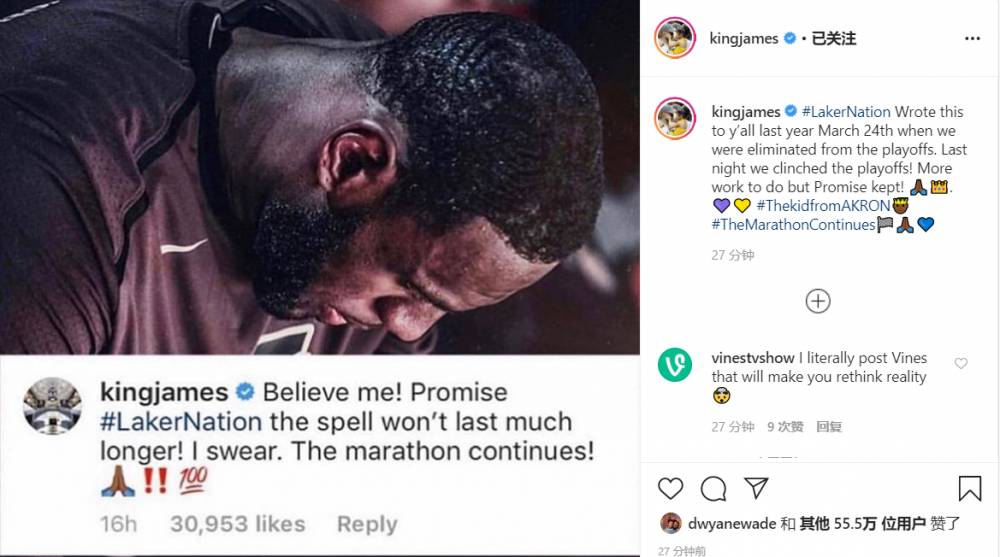 kingjames Believe me! Promise
#LakerNation the spell won’t last much
longer! I swear. The marathon continues!
🙏🏾‼️💯
16h 30,953 likes Reply
kingjames • 已关注
kingjames #LakerNation Wrote this
to y’all last year March 24th when we
were eliminated from the playoffs. Last
night we clinched the playoffs! More
work to do but Promise kept! 🙏🏾👑.
💜💛 #ThekidfromAKRON🤴🏾
#TheMarathonContinues🏁🙏🏾💙
27 分钟
vinestvshow I literally post Vines
that will make you rethink reality
😲
27 分钟 9 次赞 回复
dwyanewade 和 其他 55.5万 位用户 赞了
27 分钟前